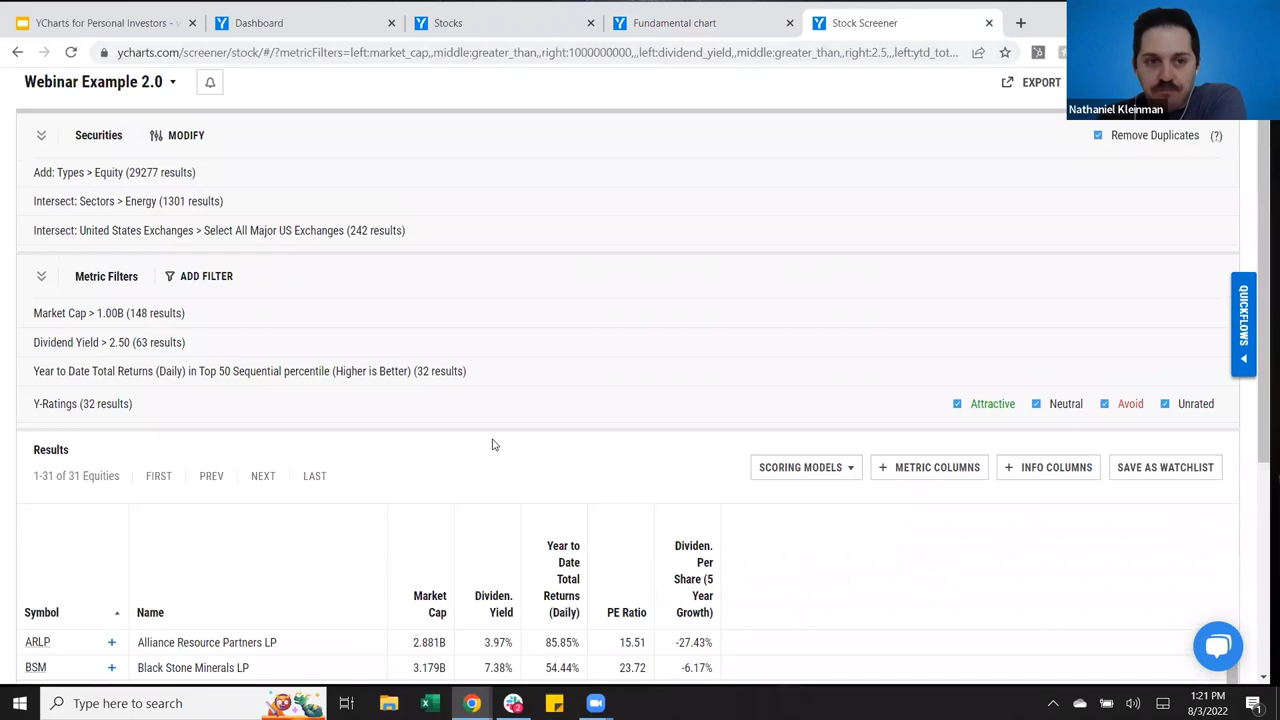 YCharts for Personal Investors - v
Dashboard
Stocks
Fundamental chart
Stock Screener
ycharts.com/screener/stock/#/?metricFilters=left:market_cap,,middle:greater_than,,right:1000000000,,,left:dividend_yield,,middle:greater_than,,right:2.5,,,left:ytd_tot...
Nathaniel Kleinman
Webinar Example 2.0
EXPORT
Securities MODIFY
Remove Duplicates (?)
Add: Types > Equity (29277 results)
Intersect: Sectors > Energy (1301 results)
Intersect: United States Exchanges > Select All Major US Exchanges (242 results)
Metric Filters ADD FILTER
QUICKFLOWS
Market Cap > 1.00B (148 results)
Dividend Yield > 2.50 (63 results)
Year to Date Total Returns (Daily) in Top 50 Sequential percentile (Higher is Better) (32 results)
Y-Ratings (32 results)
Attractive Neutral Avoid Unrated
Results
1-31 of 31 Equities FIRST PREV NEXT LAST
SCORING MODELS + METRIC COLUMNS + INFO COLUMNS SAVE AS WATCHLIST
Symbol
Name
Market
Cap
Dividen.
Yield
Year to
Date
Total
Returns
(Daily)
PE Ratio
Dividen.
Per
Share (5
Year
Growth)
ARLP + Alliance Resource Partners LP 2.881B 3.97% 85.85% 15.51 -27.43%
BSM + Black Stone Minerals LP 3.179B 7.38% 54.44% 23.72 -6.17%
Type here to search
2
1:21 PM
8/3/2022
1